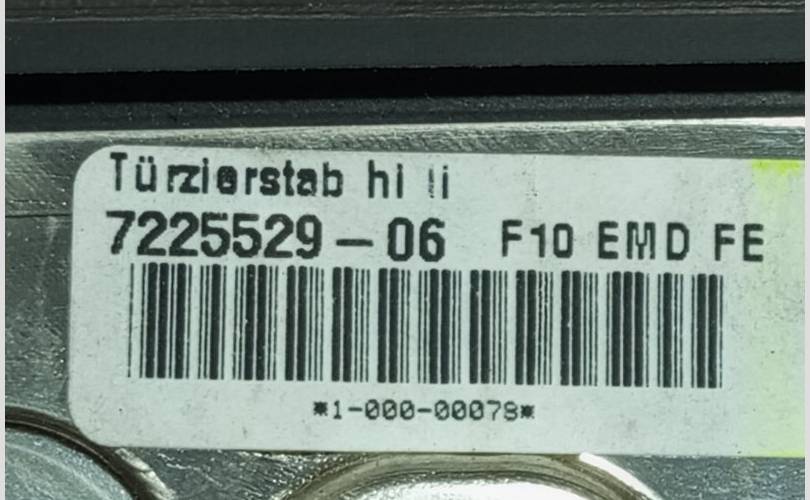 Türzierstab hi li
7225529-06 F10 EMD FE
*1-000-00078*